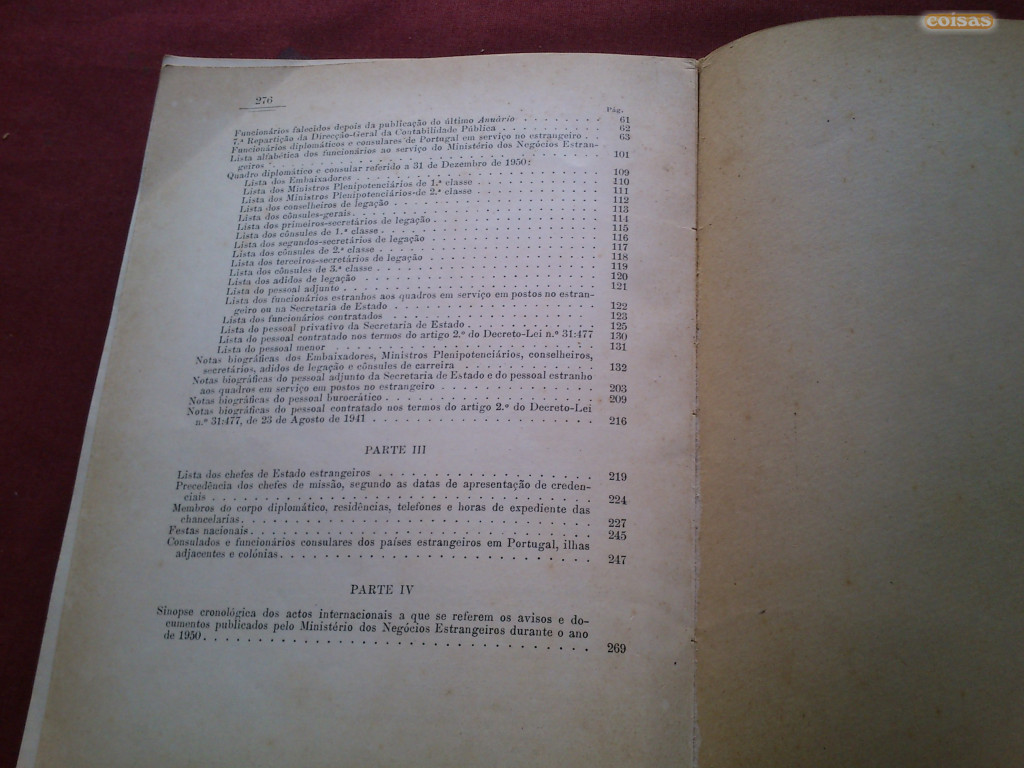 coisas
276
Pág.
Funcionários falecidos depois da publicação do último Anuário . . . . . . . . 61
7.ª Repartição da Direcção-Geral da Contabilidade Pública . . . . . . . . . . 62
Funcionários diplomáticos e consulares de Portugal em serviço no estrangeiro . . 63
Lista alfabética dos funcionários ao serviço do Ministério dos Negócios Estran-
geiros . . . . . . . . . . . . . . . . . . . . 101
Quadro diplomático e consular referido a 31 de Dezembro de 1950:
Lista dos Embaixadores . . . . . . . . . . . . . . . . 109
Lista dos Ministros Plenipotenciários de 1.ª classe . . . . . . . . . . 110
Lista dos Ministros Plenipotenciários de 2.ª classe . . . . . . . . . . 111
Lista dos conselheiros de legação . . . . . . . . . . . . . . 112
Lista dos cônsules-gerais . . . . . . . . . . . . . . . . 113
Lista dos primeiros-secretários de legação . . . . . . . . . . . . 114
Lista dos cônsules de 1.ª classe . . . . . . . . . . . . . . 115
Lista dos segundos-secretários de legação . . . . . . . . . . . . 116
Lista dos cônsules de 2.ª classe . . . . . . . . . . . . . . 117
Lista dos terceiros-secretários de legação . . . . . . . . . . . . 118
Lista dos cônsules de 3.ª classe . . . . . . . . . . . . . . 119
Lista dos adidos de legação . . . . . . . . . . . . . . . 120
Lista do pessoal adjunto . . . . . . . . . . . . . . . . 121
Lista dos funcionários estranhos aos quadros em serviço em postos no estran-
geiro ou na Secretaria de Estado . . . . . . . . . . . . . 122
Lista dos funcionários contratados . . . . . . . . . . . . . 123
Lista do pessoal privativo da Secretaria de Estado . . . . . . . . . 125
Lista do pessoal contratado nos termos do artigo 2.º do Decreto-Lei n.º 31:477 130
Lista do pessoal menor . . . . . . . . . . . . . . . . 131
Notas biográficas dos Embaixadores, Ministros Plenipotenciários, conselheiros,
secretários, adidos de legação e cônsules de carreira . . . . . . . . . 132
Notas biográficas do pessoal adjunto da Secretaria de Estado e do pessoal estranho
aos quadros em serviço em postos no estrangeiro . . . . . . . . . . 203
Notas biográficas do pessoal burocrático . . . . . . . . . . . . . 209
Notas biográficas do pessoal contratado nos termos do artigo 2.º do Decreto-Lei
n.º 31:477, de 23 de Agosto de 1941 . . . . . . . . . . . . . 216
PARTE III
Lista dos chefes de Estado estrangeiros . . . . . . . . . . . . . 219
Precedência dos chefes de missão, segundo as datas de apresentação de creden-
ciais . . . . . . . . . . . . . . . . . . . . . 224
Membros do corpo diplomático, residências, telefones e horas de expediente das
chancelarias . . . . . . . . . . . . . . . . . . . 227
Festas nacionais . . . . . . . . . . . . . . . . . . . 245
Consulados e funcionários consulares dos países estrangeiros em Portugal, ilhas
adjacentes e colónias . . . . . . . . . . . . . . . . . 247
PARTE IV
Sinopse cronológica dos actos internacionais a que se referem os avisos e do-
cumentos publicados pelo Ministério dos Negócios Estrangeiros durante o ano
de 1950 . . . . . . . . . . . . . . . . . . . . . 269